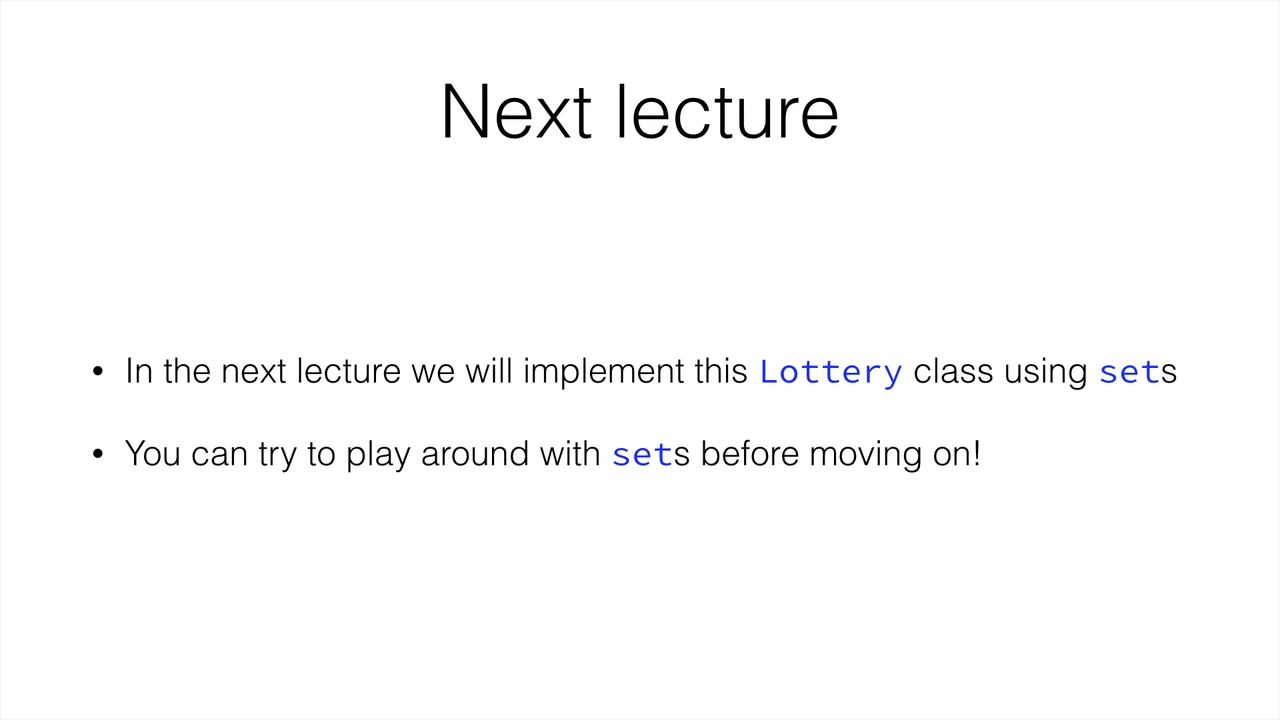 Next lecture
• In the next lecture we will implement this Lottery class using sets
• You can try to play around with sets before moving on!